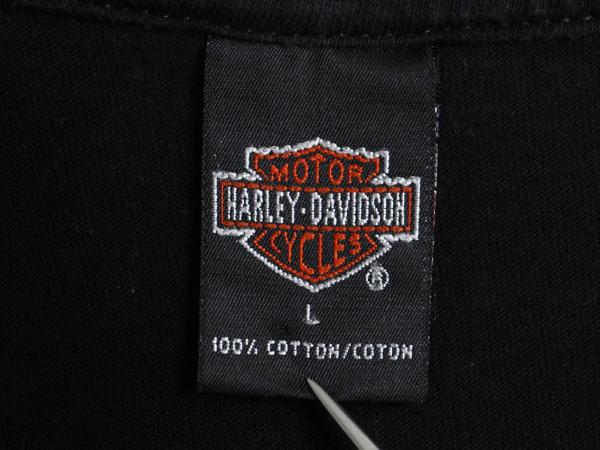 MOTOR
HARLEY-DAVIDSON
CYCLES
®
L
100% COTTON/COTON